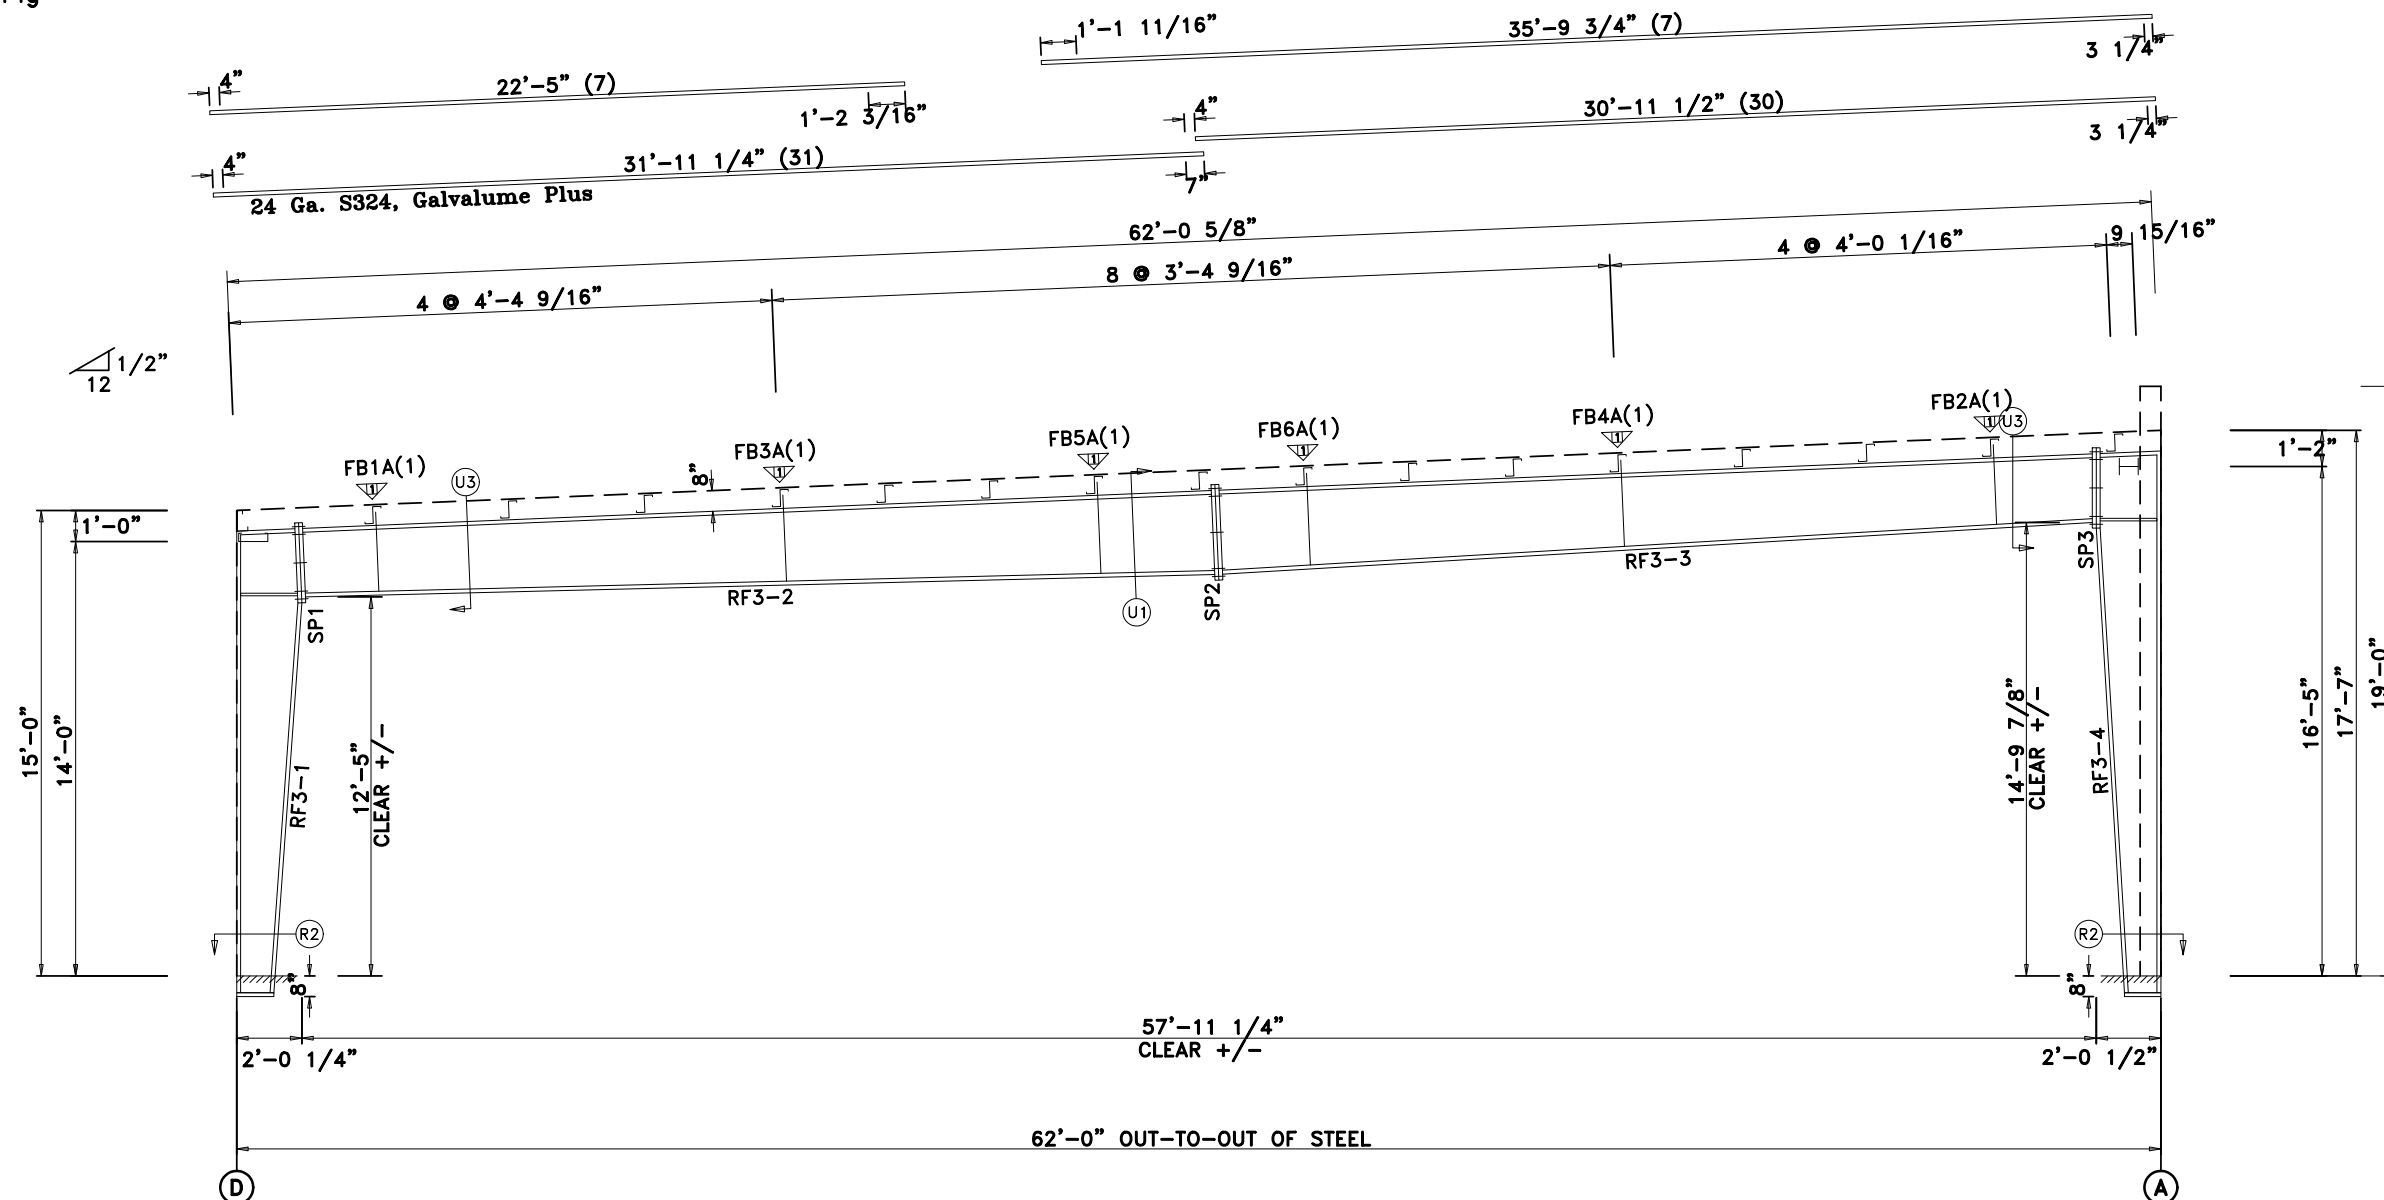 1'-1 11/16"
35'-9 3/4" (7)
3 1/4"
4"
22'-5" (7)
1'-2 3/16"
4"
30'-11 1/2" (30)
3 1/4"
4"
31'-11 1/4" (31)
7"
24 Ga. S324, Galvalume Plus
62'-0 5/8"
9 15/16"
4 @ 4'-0 1/16"
8 @ 3'-4 9/16"
4 @ 4'-4 9/16"
1/2"
12
FB1A(1)
1
U3
FB3A(1)
1
8"
FB5A(1)
1
FB6A(1)
1
FB4A(1)
1
FB2A(1)
1
U3
1'-2"
1'-0"
RF3-2
RF3-3
SP1
SP2
SP3
U1
15'-0"
14'-0"
RF3-1
12'-5"
CLEAR +/-
14'-9 7/8"
CLEAR +/-
RF3-4
16'-5"
17'-7"
19'-0"
R2
R2
8"
8"
57'-11 1/4"
CLEAR +/-
2'-0 1/4"
2'-0 1/2"
62'-0" OUT-TO-OUT OF STEEL
D
A